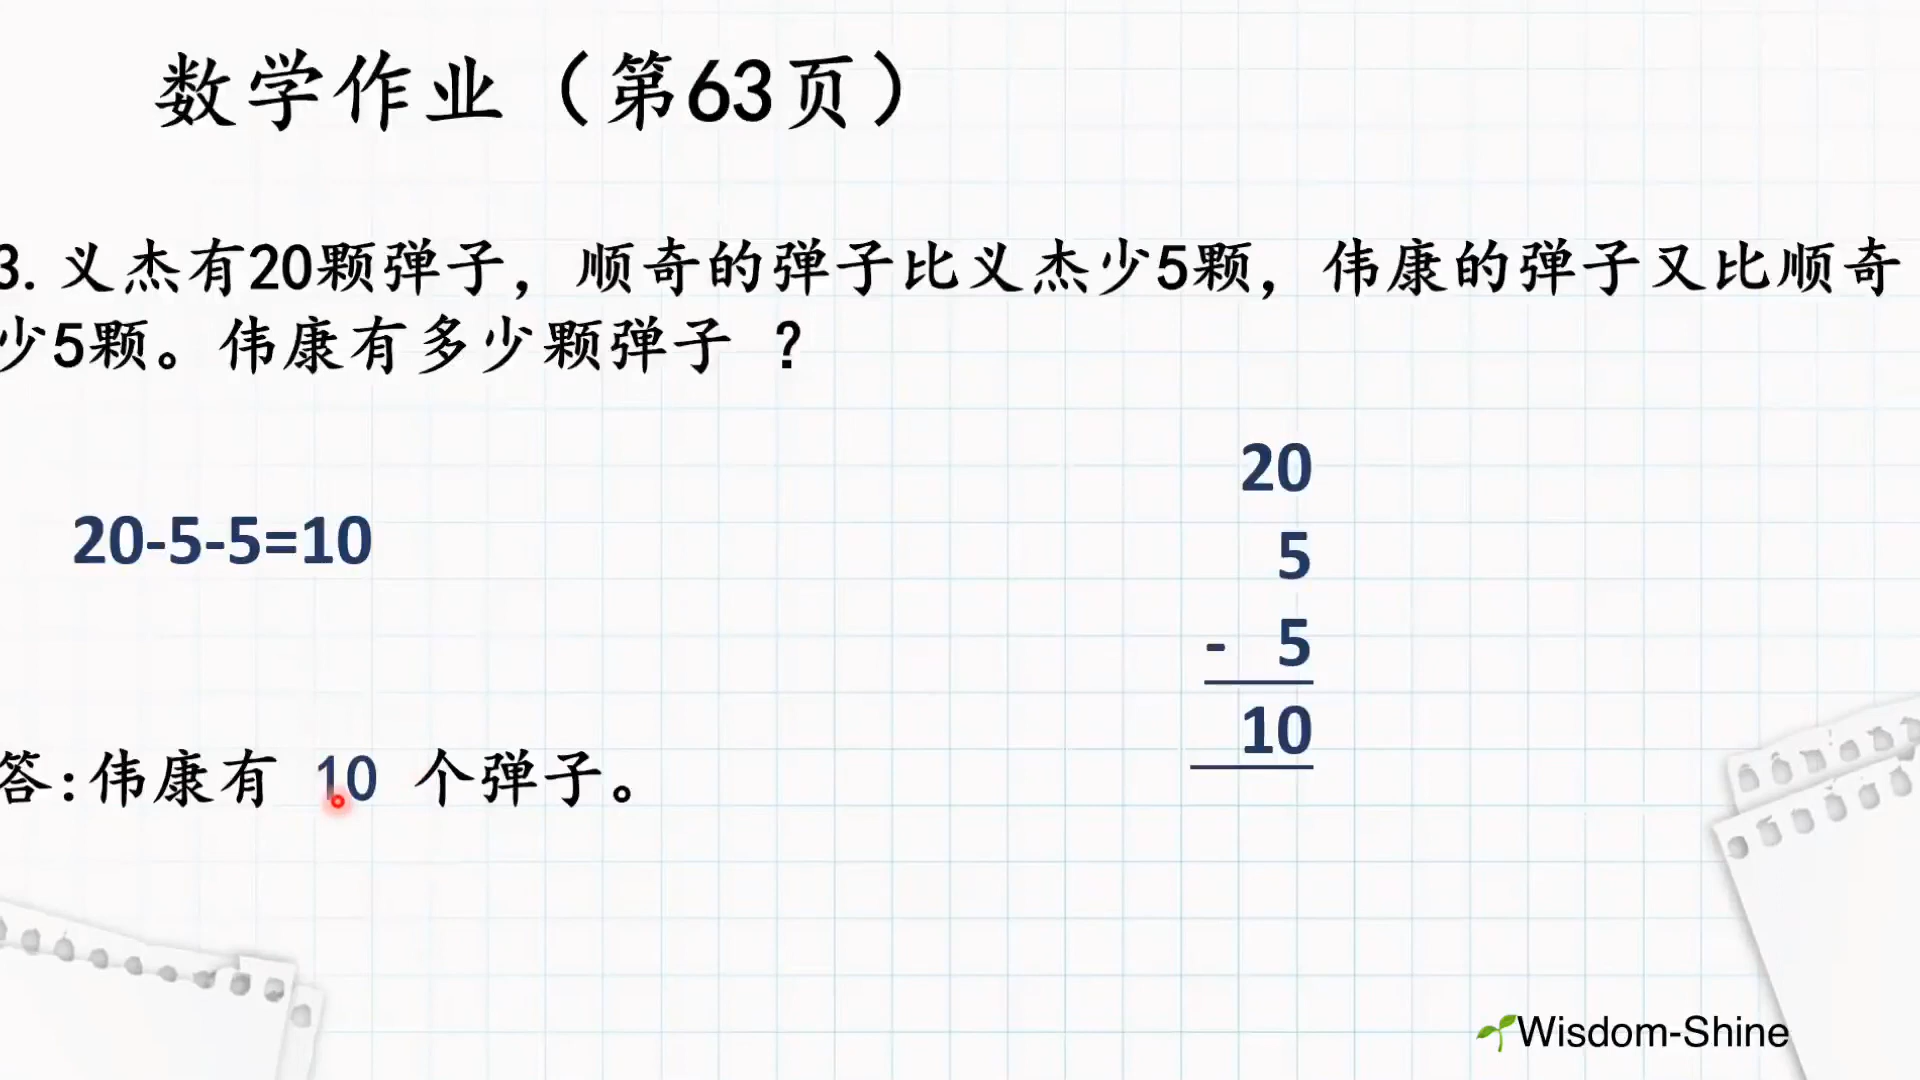 数学作业（第63页）
3.义杰有20颗弹子，顺奇的弹子比义杰少5颗，伟康的弹子又比顺奇
少5颗。伟康有多少颗弹子 ？
20-5-5=10
20
5
- 5
10
答:伟康有 10 个弹子。
Wisdom-Shine